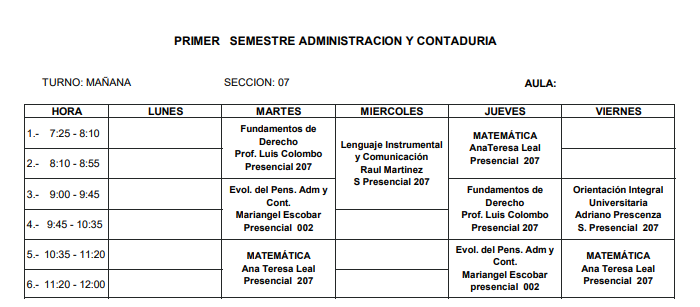 PRIMER SEMESTRE ADMINISTRACION Y CONTADURIA
TURNO: MAÑANA SECCION: 07 AULA:
HORA LUNES MARTES MIERCOLES JUEVES VIERNES
1.- 7:25 - 8:10
2.- 8:10 - 8:55
3.- 9:00 - 9:45
4.- 9:45 - 10:35
5.- 10:35 - 11:20
6.- 11:20 - 12:00
Fundamentos de
Derecho
Prof. Luis Colombo
Presencial 207
Evol. del Pens. Adm y
Cont.
Mariangel Escobar
Presencial 002
MATEMÁTICA
Ana Teresa Leal
Presencial 207
Lenguaje Instrumental
y Comunicación
Raul Martinez
S Presencial 207
MATEMÁTICA
AnaTeresa Leal
Presencial 207
Fundamentos de
Derecho
Prof. Luis Colombo
Presencial 207
Evol. del Pens. Adm y
Cont.
Mariangel Escobar
presencial 002
Orientación Integral
Universitaria
Adriano Prescenza
S. Presencial 207
MATEMÁTICA
Ana Teresa Leal
Presencial 207